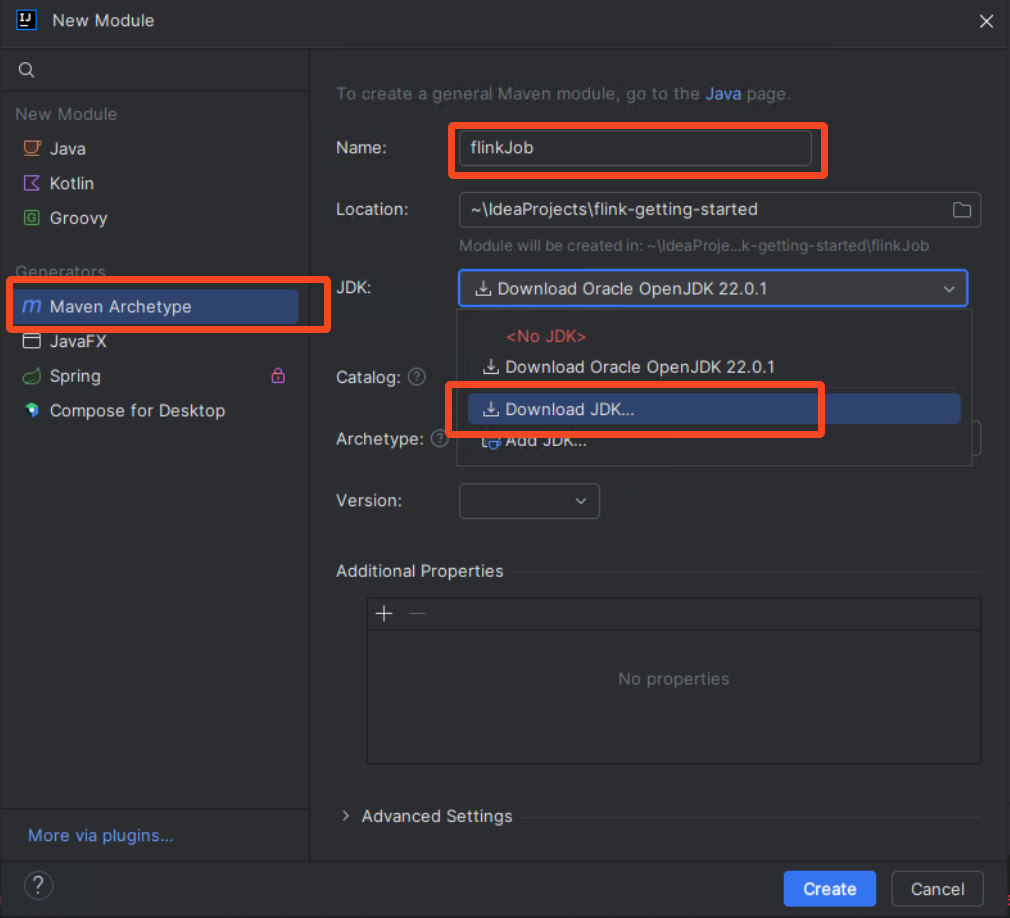 New Module
New Module
Java
Kotlin
Groovy
Generators
Maven Archetype
JavaFX
Spring
Compose for Desktop
More via plugins...
To create a general Maven module, go to the Java page.
Name:
flinkJob
Location:
~\IdeaProjects\flink-getting-started
Module will be created in: ~\IdeaProje...k-getting-started\flinkJob
JDK:
Download Oracle OpenJDK 22.0.1
<No JDK>
Download Oracle OpenJDK 22.0.1
Catalog: ?
Download JDK...
Archetype: ?
Add JDK...
Version:
Additional Properties
No properties
Advanced Settings
?
Create
Cancel